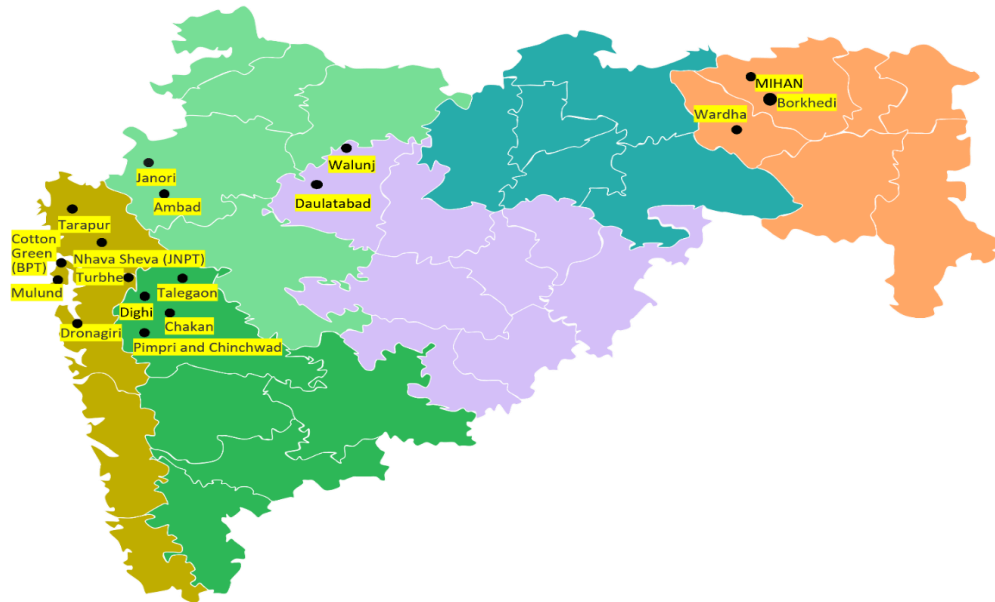 MIHAN
Borkhedi
Wardha
Walunj
Janori
Daulatabad
Ambad
Tarapur
Cotton
Green
(BPT)
Nhava Sheva (JNPT)
Turbhe
Mulund
Talegaon
Dighi
Chakan
Dronagiri
Pimpri and Chinchwad